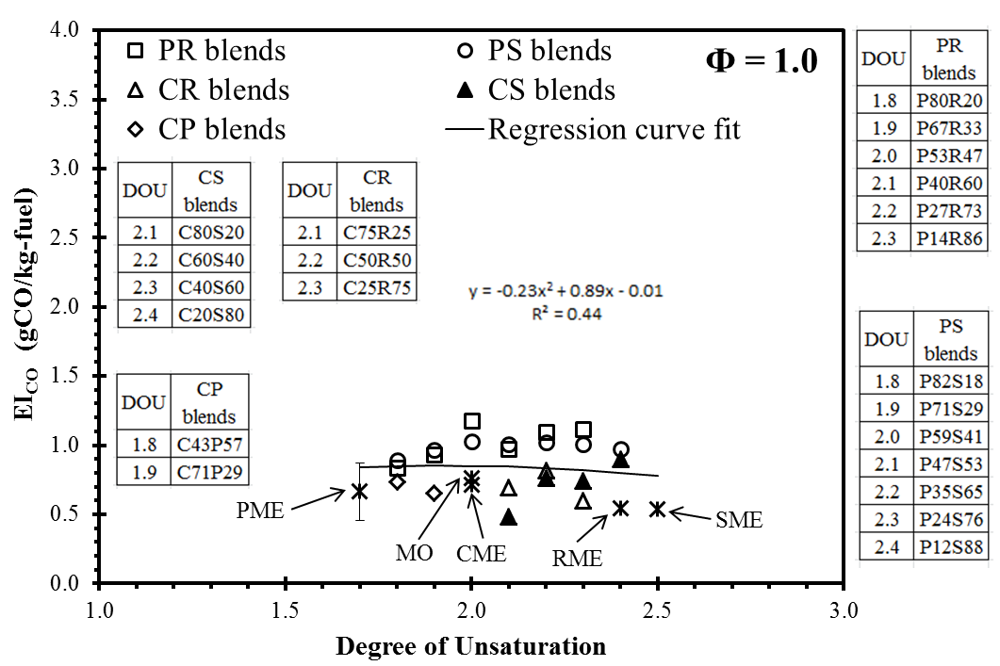 4.0
3.5
3.0
2.5
2.0
1.5
1.0
0.5
0.0
EI_CO (gCO/kg-fuel)
PR blends
PS blends
CR blends
CS blends
CP blends
Regression curve fit
Φ = 1.0
DOU CS blends
2.1 C80S20
2.2 C60S40
2.3 C40S60
2.4 C20S80
DOU CR blends
2.1 C75R25
2.2 C50R50
2.3 C25R75
DOU CP blends
1.8 C43P57
1.9 C71P29
y = -0.23x² + 0.89x - 0.01
R² = 0.44
PME
MO
CME
RME
SME
1.0
1.5
2.0
2.5
3.0
Degree of Unsaturation
DOU PR blends
1.8 P80R20
1.9 P67R33
2.0 P53R47
2.1 P40R60
2.2 P27R73
2.3 P14R86
DOU PS blends
1.8 P82S18
1.9 P71S29
2.0 P59S41
2.1 P47S53
2.2 P35S65
2.3 P24S76
2.4 P12S88